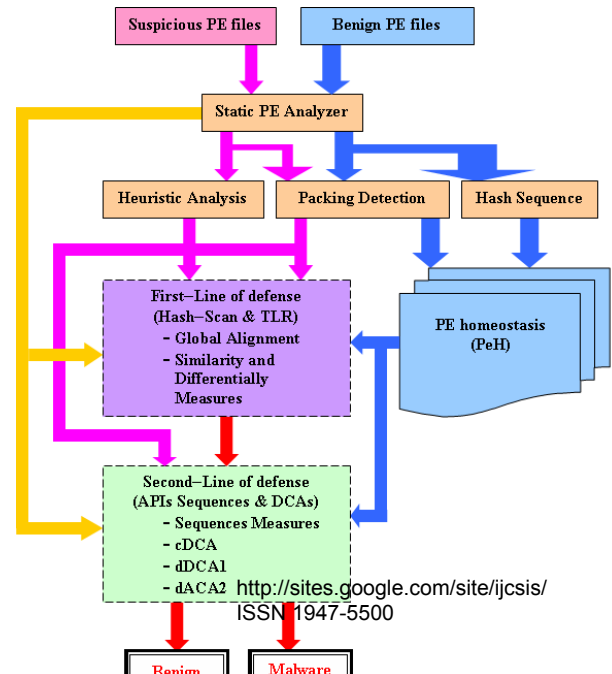 Suspicious PE files
Benign PE files
Static PE Analyzer
Heuristic Analysis
Packing Detection
Hash Sequence
First-Line of defense
(Hash-Scan & TLR)
- Global Alignment
- Similarity and
Differentially
Measures
PE homeostasis
(PeH)
Second-Line of defense
(APIs Sequences & DCAs)
- Sequences Measures
- cDCA
- dDCA1
- dACA2
http://sites.google.com/site/ijcsis/
ISSN 1947-5500
Benign
Malware